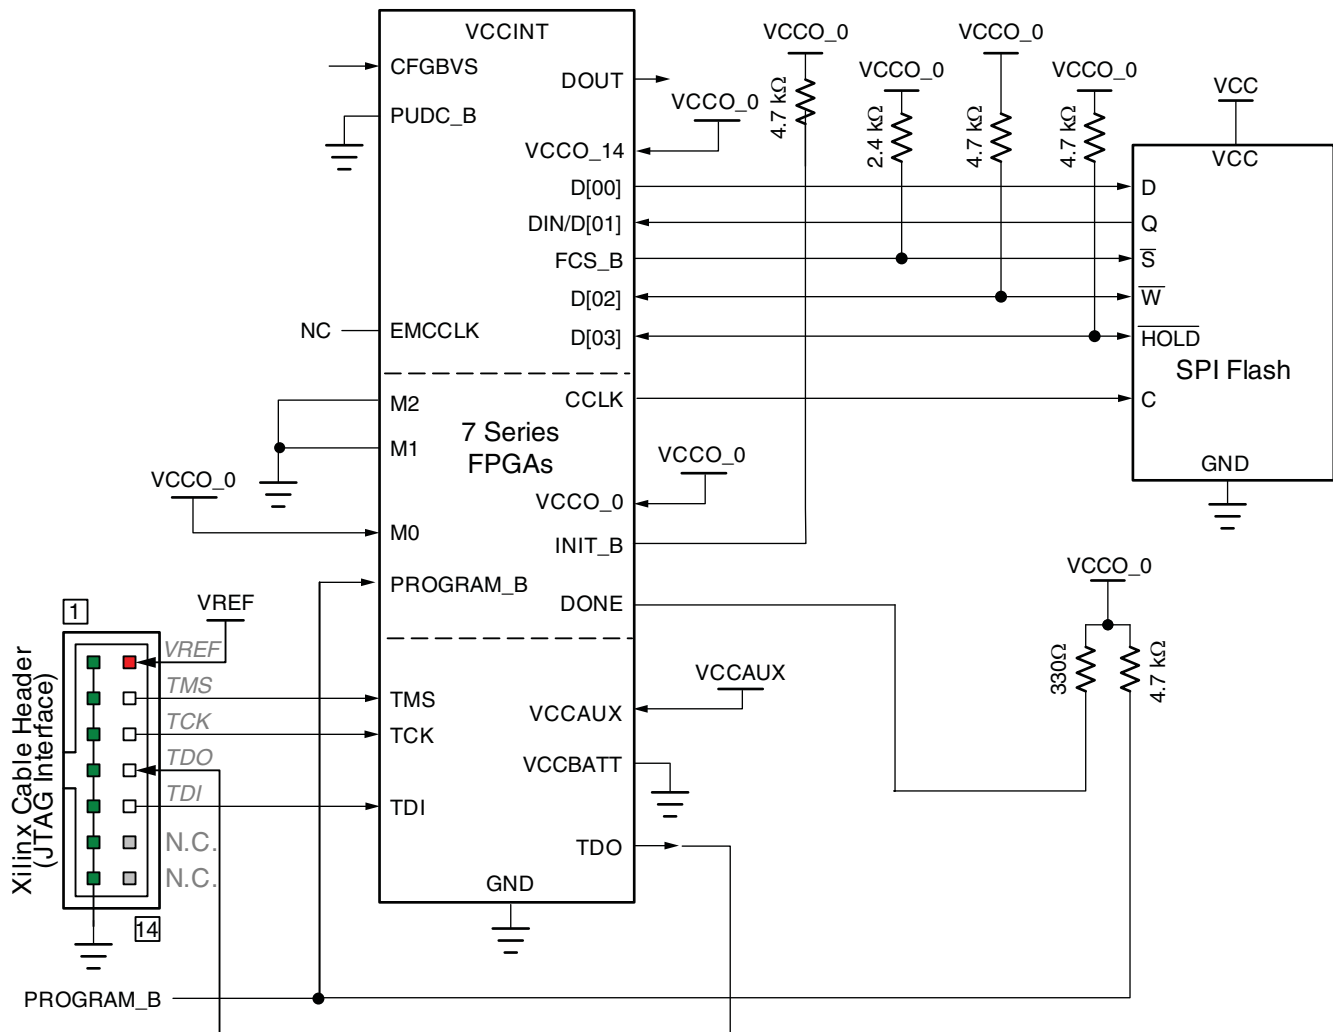 VCCINT
CFGBVS
PUDC_B
DOUT
VCCO_0
VCCO_14
D[00]
DIN/D[01]
FCS_B
D[02]
D[03]
NC
EMCCLK
VCCO_0
4.7 kΩ
VCCO_0
2.4 kΩ
VCCO_0
4.7 kΩ
VCCO_0
4.7 kΩ
VCC
VCC
D
Q
S
W
HOLD
SPI Flash
C
GND
M2
M1
VCCO_0
M0
PROGRAM_B
CCLK
7 Series
FPGAs
VCCO_0
VCCO_0
INIT_B
DONE
VCCO_0
330Ω
4.7 kΩ
1
VREF
VREF
TMS
TCK
TDO
TDI
N.C.
N.C.
14
Xilinx Cable Header
(JTAG Interface)
TMS
TCK
TDI
VCCAUX
VCCAUX
VCCBATT
TDO
GND
PROGRAM_B